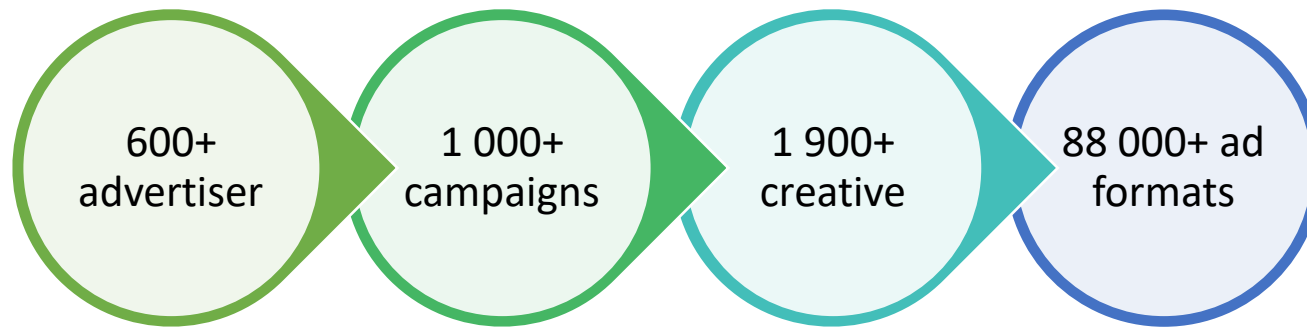 600+
advertiser
1 000+
campaigns
1 900+
creative
88 000+ ad
formats